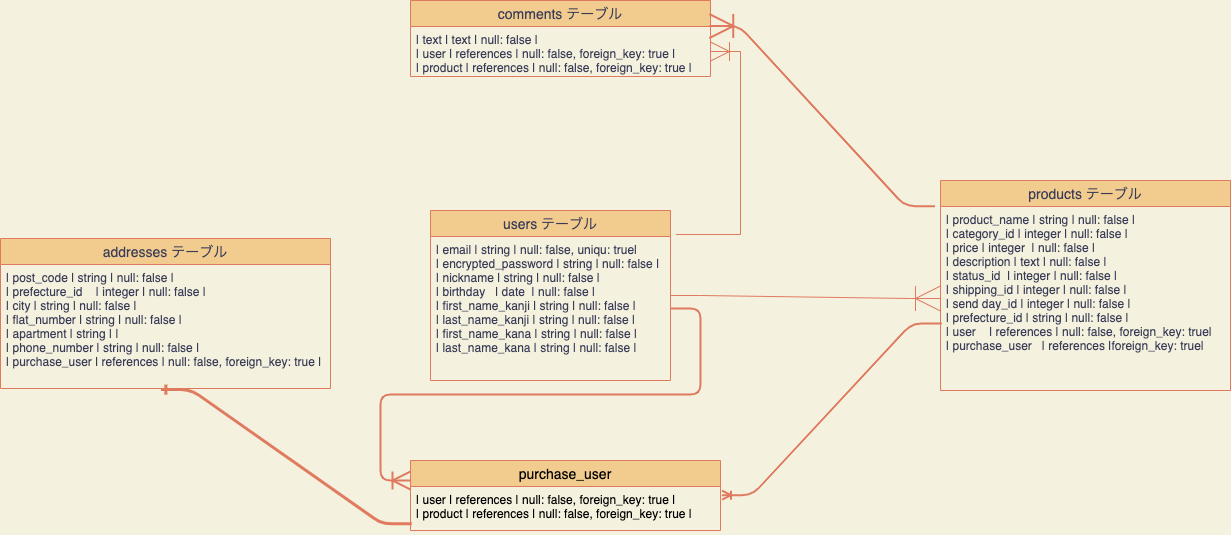 comments テーブル
| text | text | null: false |
| user | references | null: false, foreign_key: true |
| product | references | null: false, foreign_key: true |
products テーブル
| product_name | string | null: false |
| category_id | integer | null: false |
| price | integer | null: false |
| description | text | null: false |
| status_id | integer | null: false |
| shipping_id | integer | null: false |
| send day_id | integer | null: false |
| prefecture_id | string | null: false |
| user | references | null: false, foreign_key: true|
| purchase_user | references |foreign_key: true|
users テーブル
| email | string | null: false, uniqu: true|
| encrypted_password | string | null: false |
| nickname | string | null: false |
| birthday | date | null: false |
| first_name_kanji | string | null: false |
| last_name_kanji | string | null: false |
| first_name_kana | string | null: false |
| last_name_kana | string | null: false |
addresses テーブル
| post_code | string | null: false |
| prefecture_id | integer | null: false |
| city | string | null: false |
| flat_number | string | null: false |
| apartment | string | |
| phone_number | string | null: false |
| purchase_user | references | null: false, foreign_key: true |
purchase_user
| user | references | null: false, foreign_key: true |
| product | references | null: false, foreign_key: true |